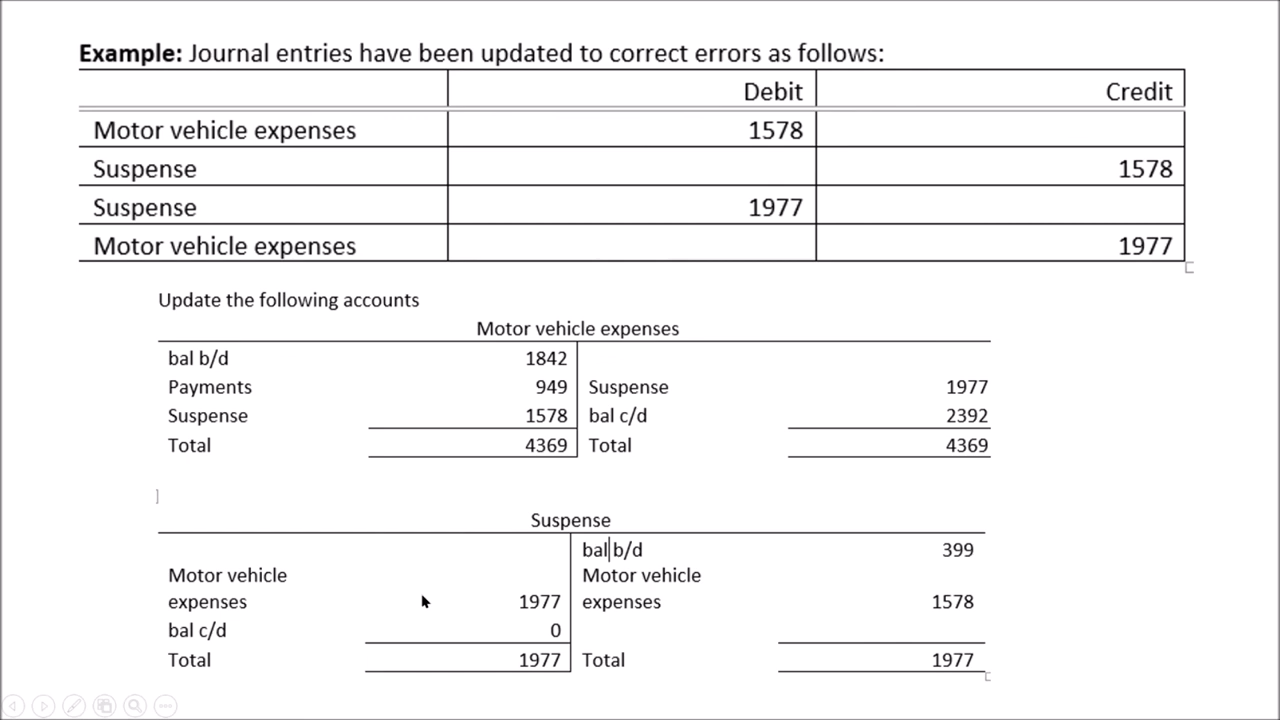 Example: Journal entries have been updated to correct errors as follows:
Debit Credit
Motor vehicle expenses 1578
Suspense 1578
Suspense 1977
Motor vehicle expenses 1977
Update the following accounts
Motor vehicle expenses
bal b/d 1842
Payments 949 Suspense 1977
Suspense 1578 bal c/d 2392
Total 4369 Total 4369
Suspense
bal b/d 399
Motor vehicle Motor vehicle
expenses 1977 expenses 1578
bal c/d 0
Total 1977 Total 1977